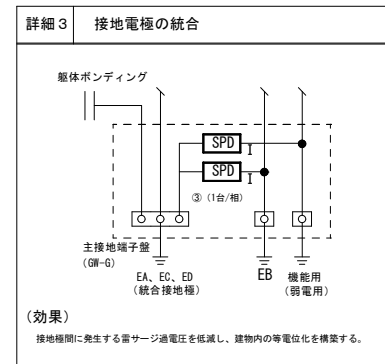 詳細3 接地電極の統合
躯体ボンディング
SPD
I
SPD
I
③（1台/相）
主接地端子盤
(GW-G)
EA、EC、ED
（統合接地極）
EB
機能用
（弱電用）
（効果）
接地極間に発生する雷サージ過電圧を低減し、建物内の等電位化を構築する。